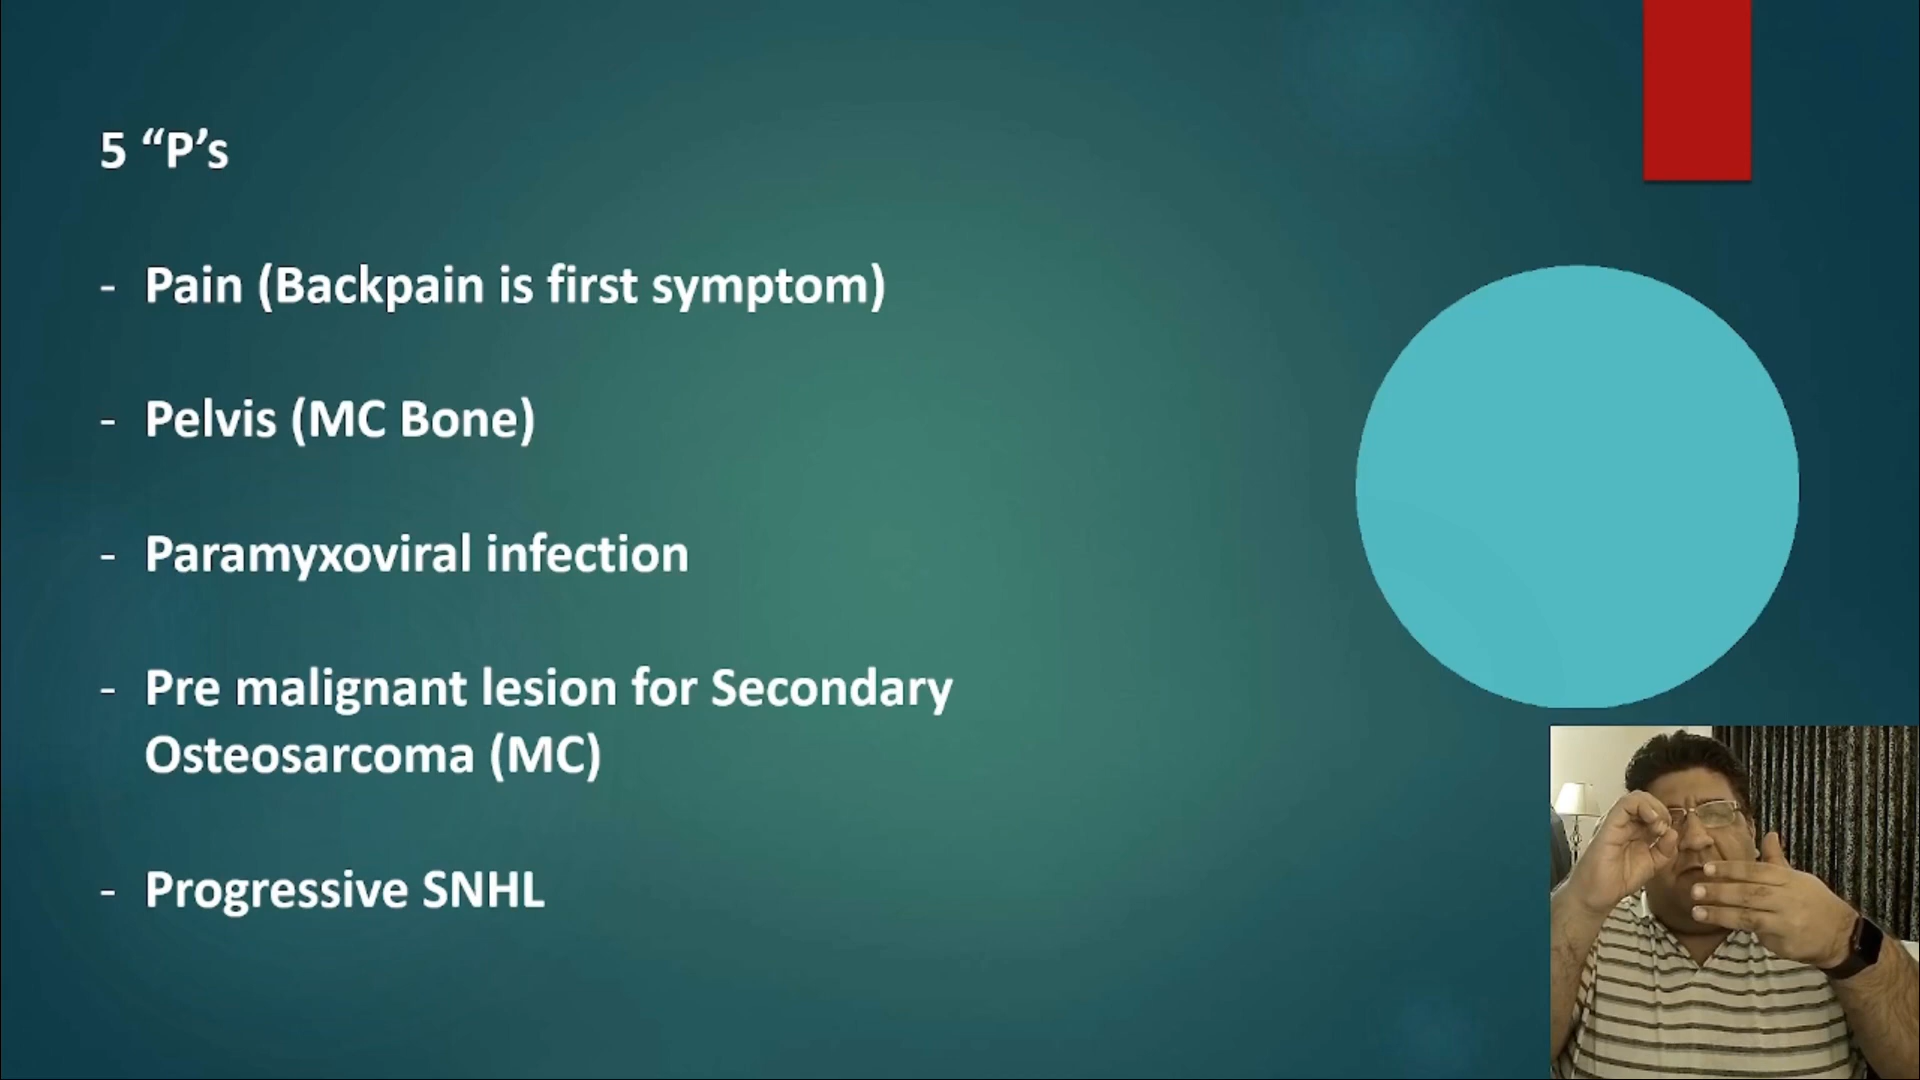 5 “P’s
- Pain (Backpain is first symptom)
- Pelvis (MC Bone)
- Paramyxoviral infection
- Pre malignant lesion for Secondary
Osteosarcoma (MC)
- Progressive SNHL